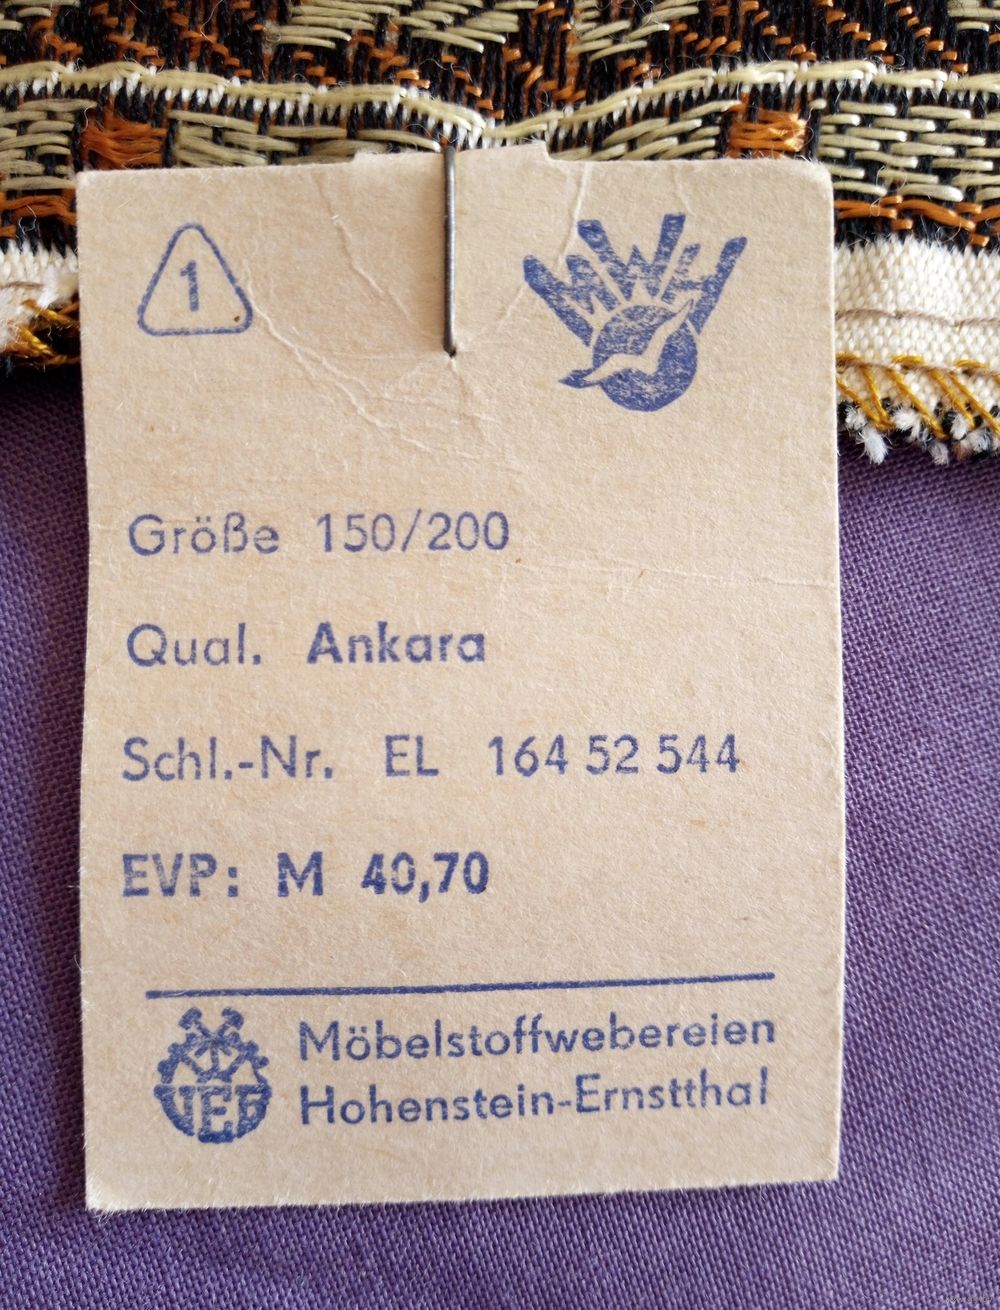 1
MWH
Größe 150/200
Qual. Ankara
Schl.-Nr. EL 164 52 544
EVP: M 40,70
VEB
Möbelstoffwebereien
Hohenstein-Ernstthal